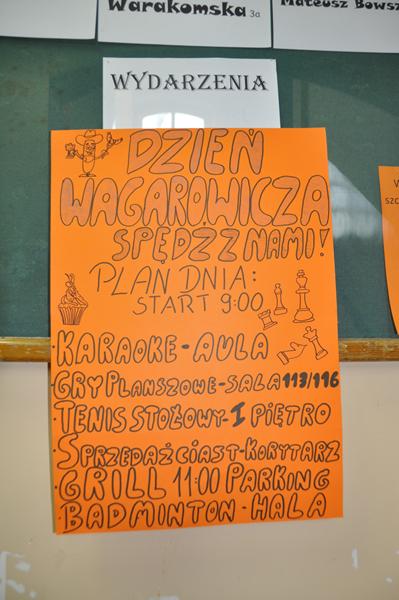 Warakomska 3a
Mateusz Bowsz
WYDARZENIA
DZIEŃ
WAGAROWICZA
SPĘDŹ Z NAMI!
PLAN DNIA:
START 9:00
· KARAOKE - AULA
· GRY PLANSZOWE - SALA 113/116
· TENIS STOŁOWY - I PIĘTRO
· SPRZEDAŻ CIAST - KORYTARZ
· GRILL 11:00 PARKING
· BADMINTON - HALA